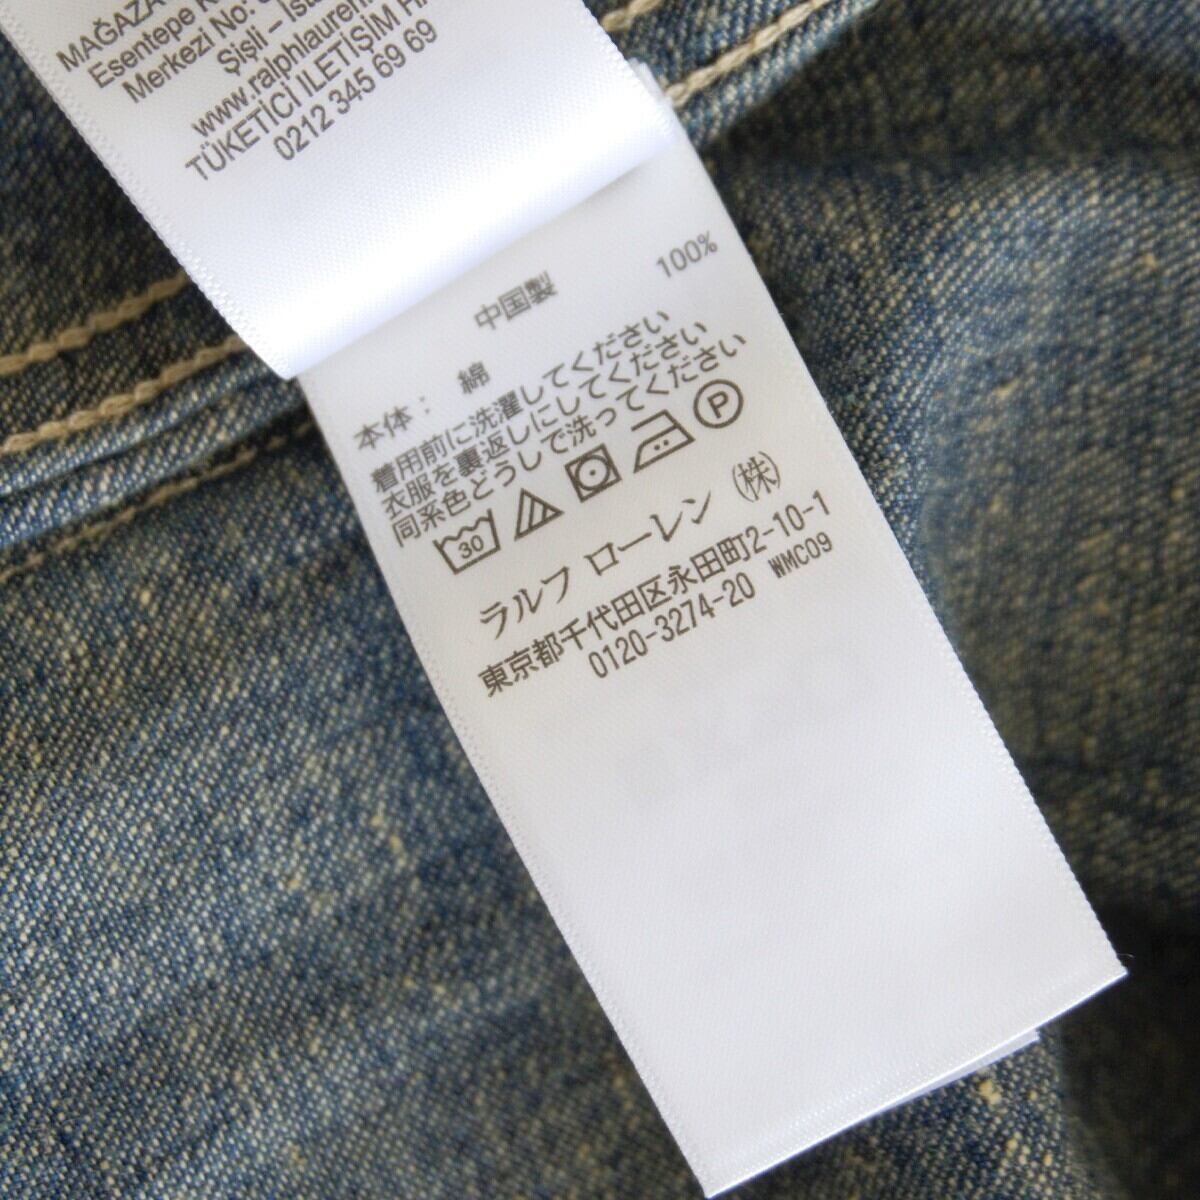 MAĞAZA
Esentepe
Merkezi No:
Şişli –
www.ralphlauren
TÜKETİCİ İLETİŞİM
0212 345 69 69
中国製
本体： 綿 100%
着用前に洗濯してください
衣服を裏返しにしてください
同系色どうしで洗ってください
30 P
ラルフ ローレン ㈱
東京都千代田区永田町2-10-1
0120-3274-20 WMC09